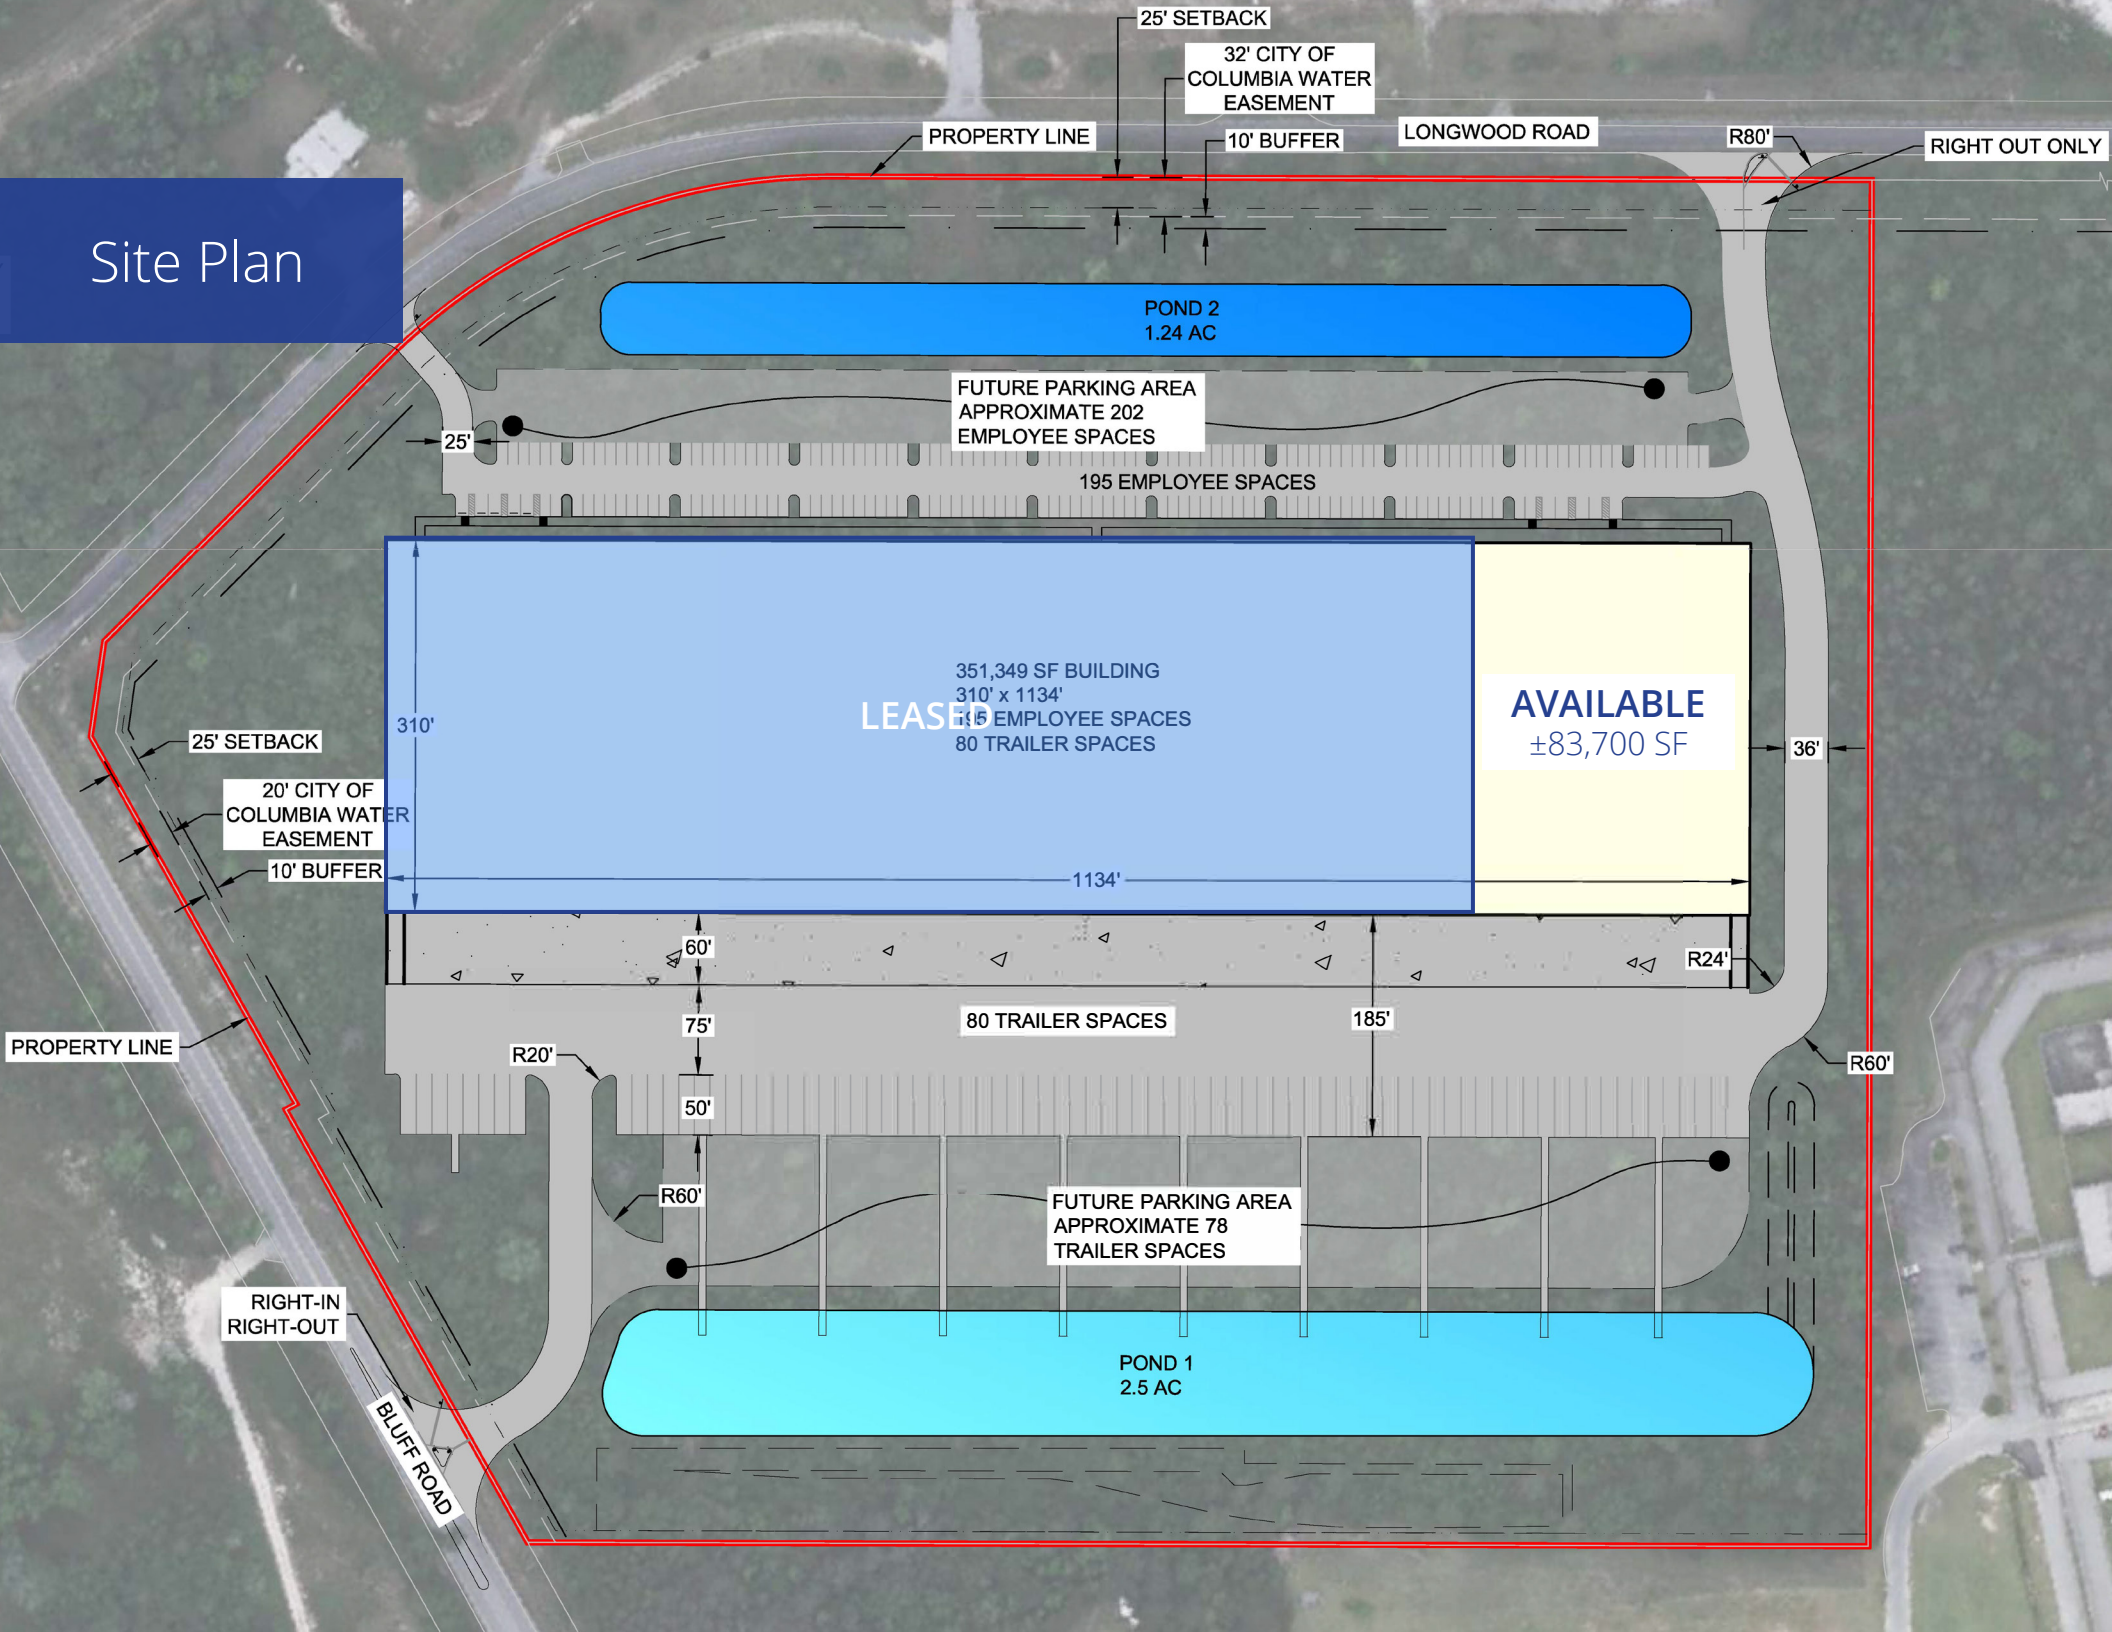 25' SETBACK
32' CITY OF
COLUMBIA WATER
EASEMENT
PROPERTY LINE
10' BUFFER
LONGWOOD ROAD
R80'
RIGHT OUT ONLY
Site Plan
POND 2
1.24 AC
FUTURE PARKING AREA
APPROXIMATE 202
EMPLOYEE SPACES
25'
195 EMPLOYEE SPACES
351,349 SF BUILDING
310' x 1134'
195 EMPLOYEE SPACES
80 TRAILER SPACES
LEASED
310'
AVAILABLE
±83,700 SF
36'
25' SETBACK
20' CITY OF
COLUMBIA WATER
EASEMENT
10' BUFFER
1134'
60'
R24'
75'
80 TRAILER SPACES
185'
PROPERTY LINE
R20'
R60'
50'
R60'
FUTURE PARKING AREA
APPROXIMATE 78
TRAILER SPACES
RIGHT-IN
RIGHT-OUT
POND 1
2.5 AC
BLUFF ROAD